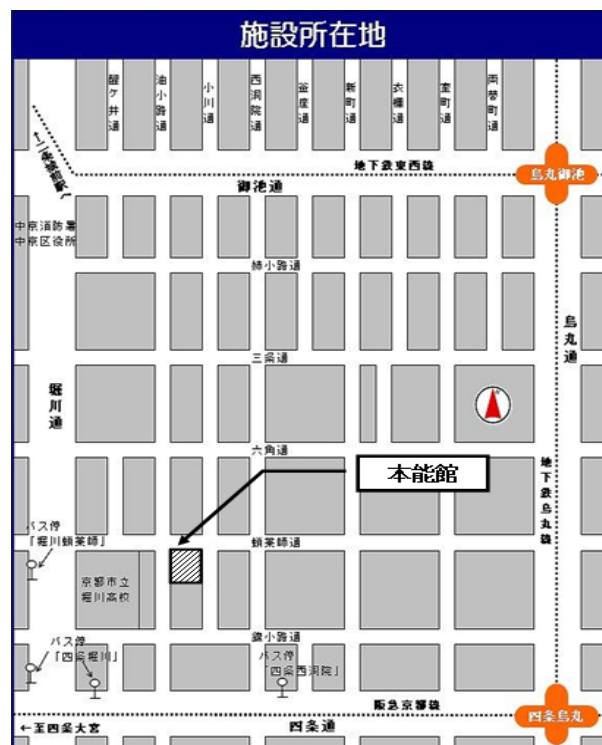 施設所在地
醒ケ井通
油小路通
小川通
西洞院通
釜座通
新町通
衣棚通
室町通
両替町通
←二条城前駅へ
地下鉄東西線
烏丸御池
御池通
中京消防署
中京区役所
姉小路通
烏丸通
三条通
堀川通
六角通
本能館
地下鉄烏丸線
バス停
「堀川蛸薬師」
蛸薬師通
京都市立
堀川高校
錦小路通
バス停
「四条堀川」
バス停
「四条西洞院」
阪急京都線
四条烏丸
←至四条大宮
四条通